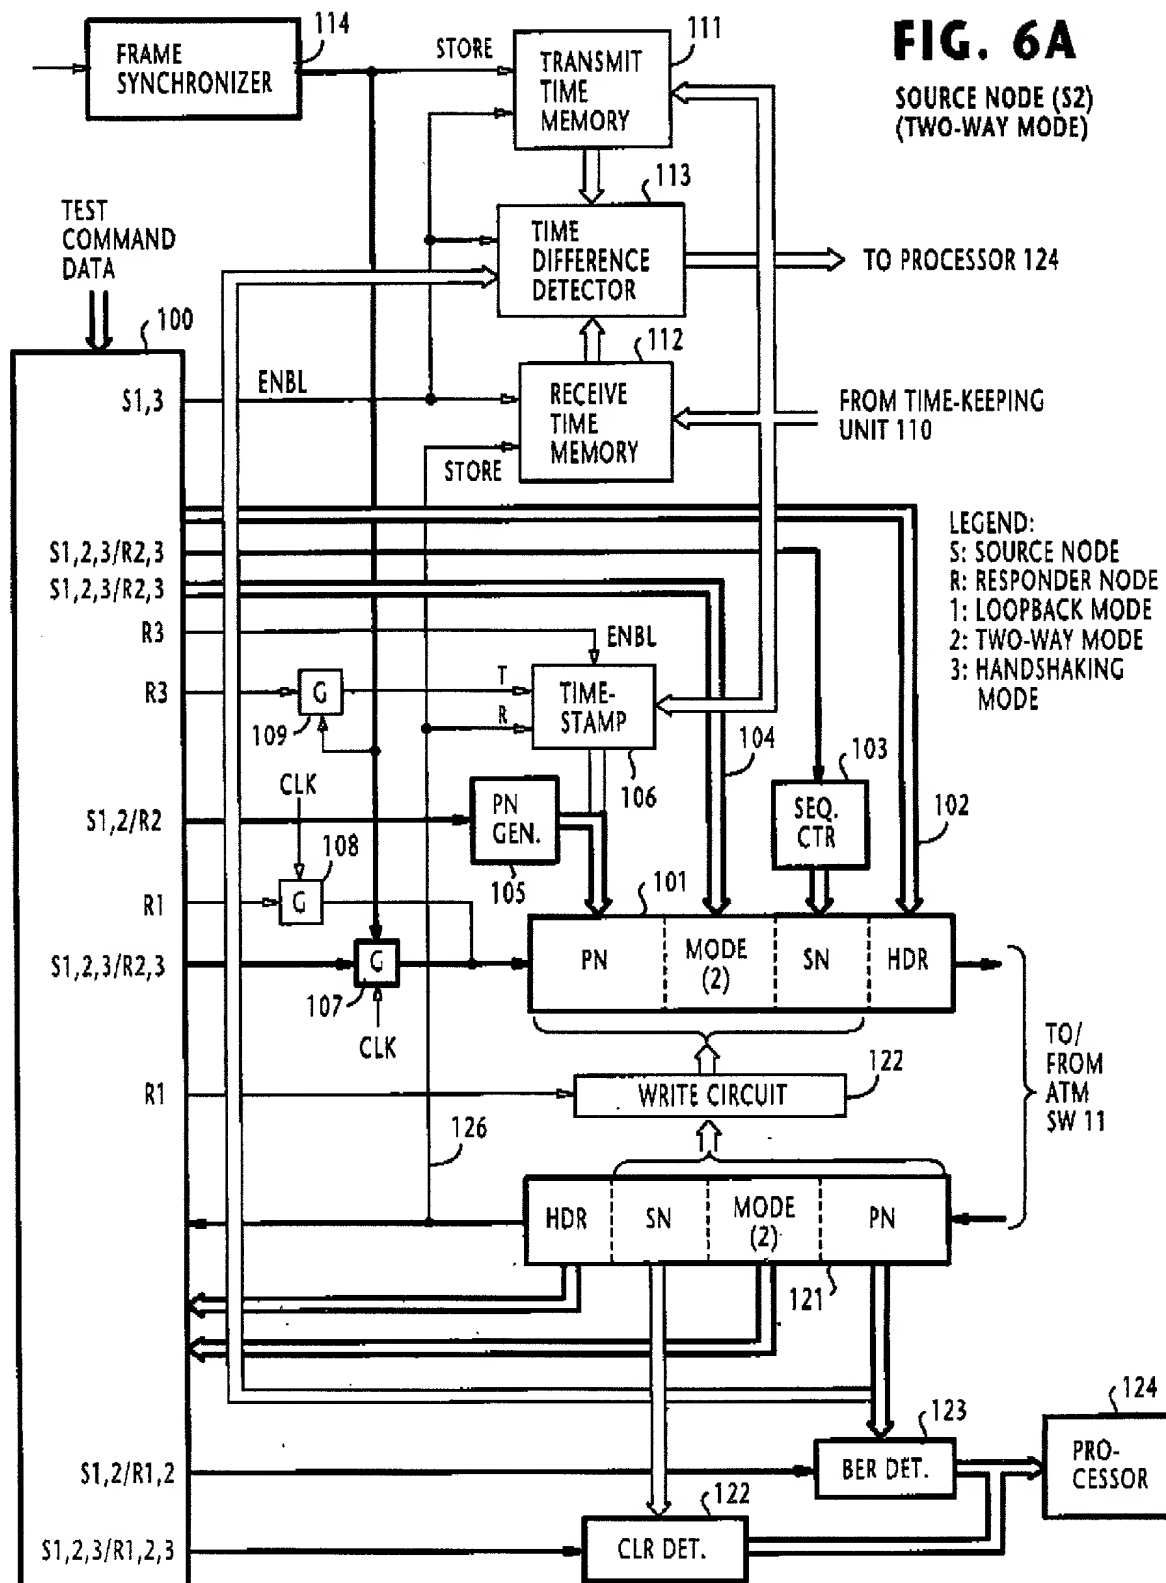 FIG. 6A
SOURCE NODE (S2)
(TWO-WAY MODE)
114
FRAME
SYNCHRONIZER
STORE
111
TRANSMIT
TIME
MEMORY
113
TIME
DIFFERENCE
DETECTOR
TO PROCESSOR 124
TEST
COMMAND
DATA
100
S1,3
ENBL
112
RECEIVE
TIME
MEMORY
STORE
FROM TIME-KEEPING
UNIT 110
LEGEND:
S: SOURCE NODE
R: RESPONDER NODE
1: LOOPBACK MODE
2: TWO-WAY MODE
3: HANDSHAKING
MODE
S1,2,3/R2,3
S1,2,3/R2,3
R3
ENBL
R3
G
109
T
R
TIME-
STAMP
106
104
103
SEQ.
CTR
102
CLK
S1,2/R2
PN
GEN.
105
108
G
R1
101
S1,2,3/R2,3
G
107
CLK
PN
MODE
(2)
SN
HDR
TO/
FROM
ATM
SW 11
R1
WRITE CIRCUIT
122
126
HDR
SN
MODE
(2)
PN
121
123
124
S1,2/R1,2
BER DET.
PRO-
CESSOR
122
S1,2,3/R1,2,3
CLR DET.